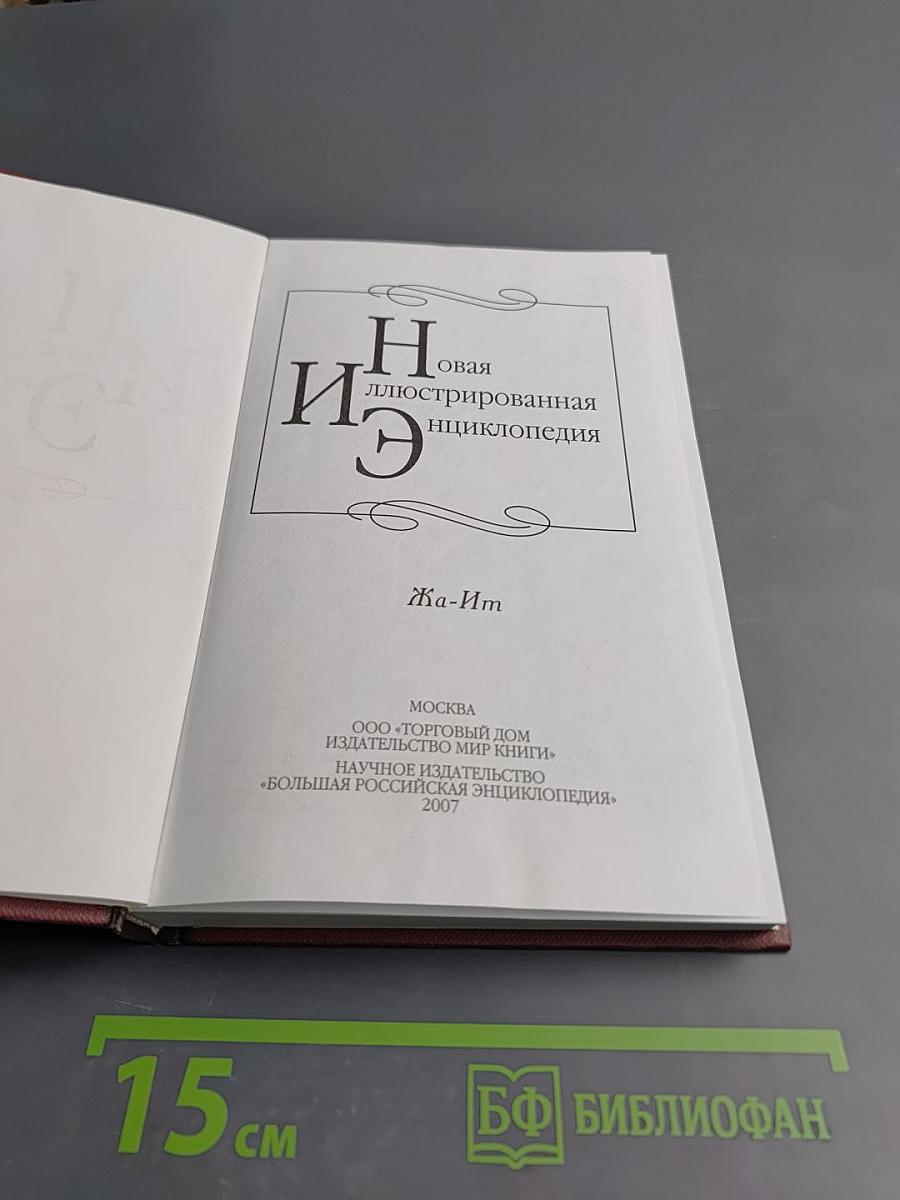 Новая
Иллюстрированная
Энциклопедия
Жа-Ит
МОСКВА
ООО «ТОРГОВЫЙ ДОМ
ИЗДАТЕЛЬСТВО МИР КНИГИ»
НАУЧНОЕ ИЗДАТЕЛЬСТВО
«БОЛЬШАЯ РОССИЙСКАЯ ЭНЦИКЛОПЕДИЯ»
2007
15 см
БФ БИБЛИОФАН